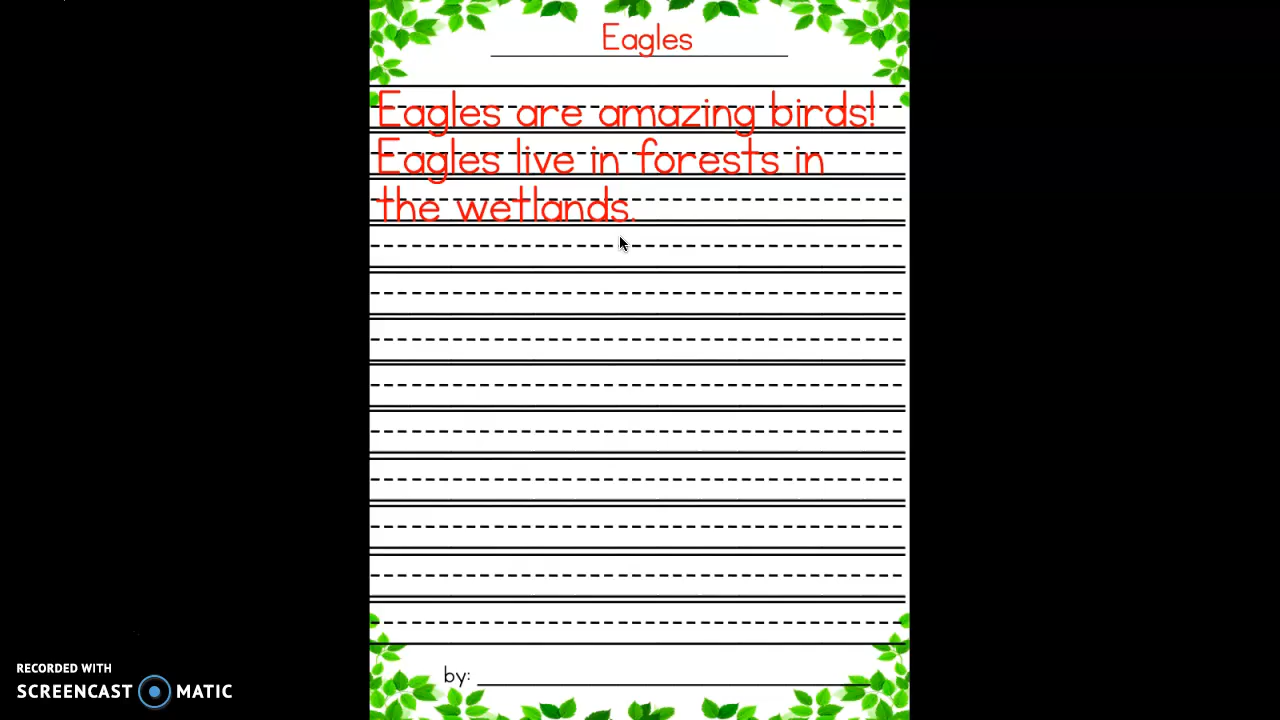 Eagles
Eagles are amazing birds!
Eagles live in forests in
the wetlands.
by:
RECORDED WITH
SCREENCAST MATIC